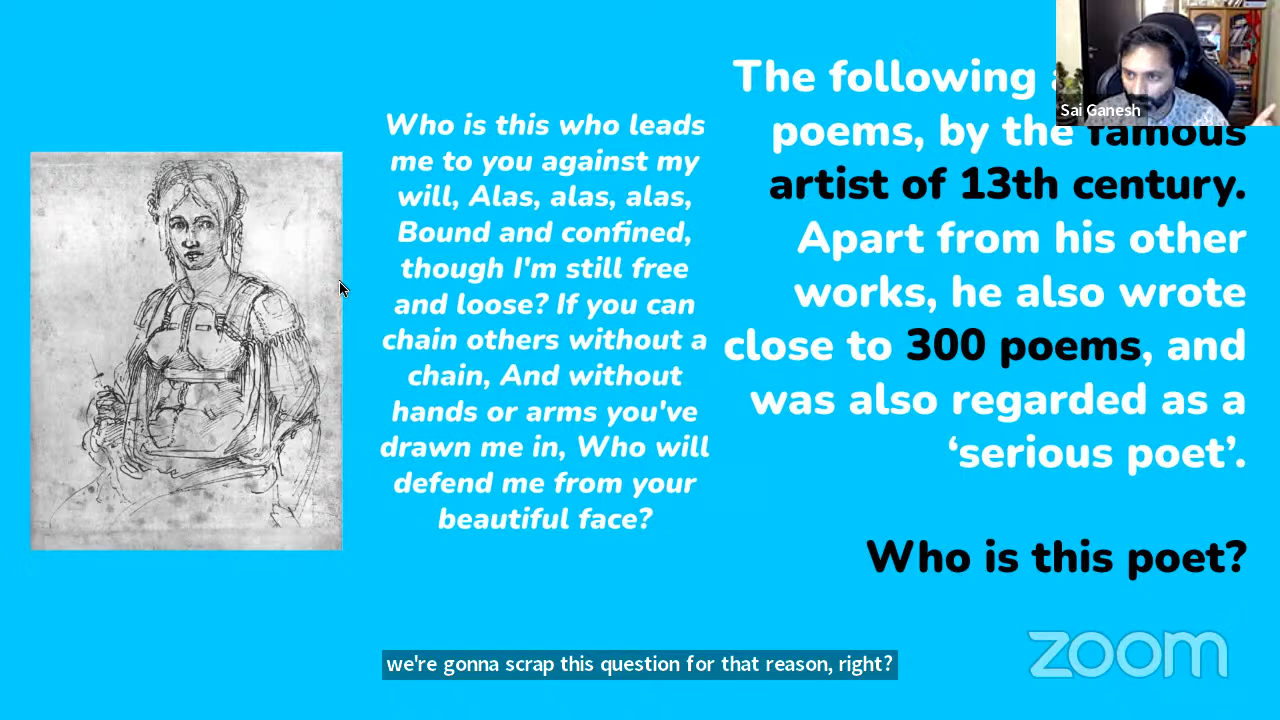 Who is this who leads
me to you against my
will, Alas, alas, alas,
Bound and confined,
though I'm still free
and loose? If you can
chain others without a
chain, And without
hands or arms you've
drawn me in, Who will
defend me from your
beautiful face?
The following
poems, by the famous
artist of 13th century.
Apart from his other
works, he also wrote
close to 300 poems, and
was also regarded as a
‘serious poet’.
Who is this poet?
Sai Ganesh
we're gonna scrap this question for that reason, right?
zoom